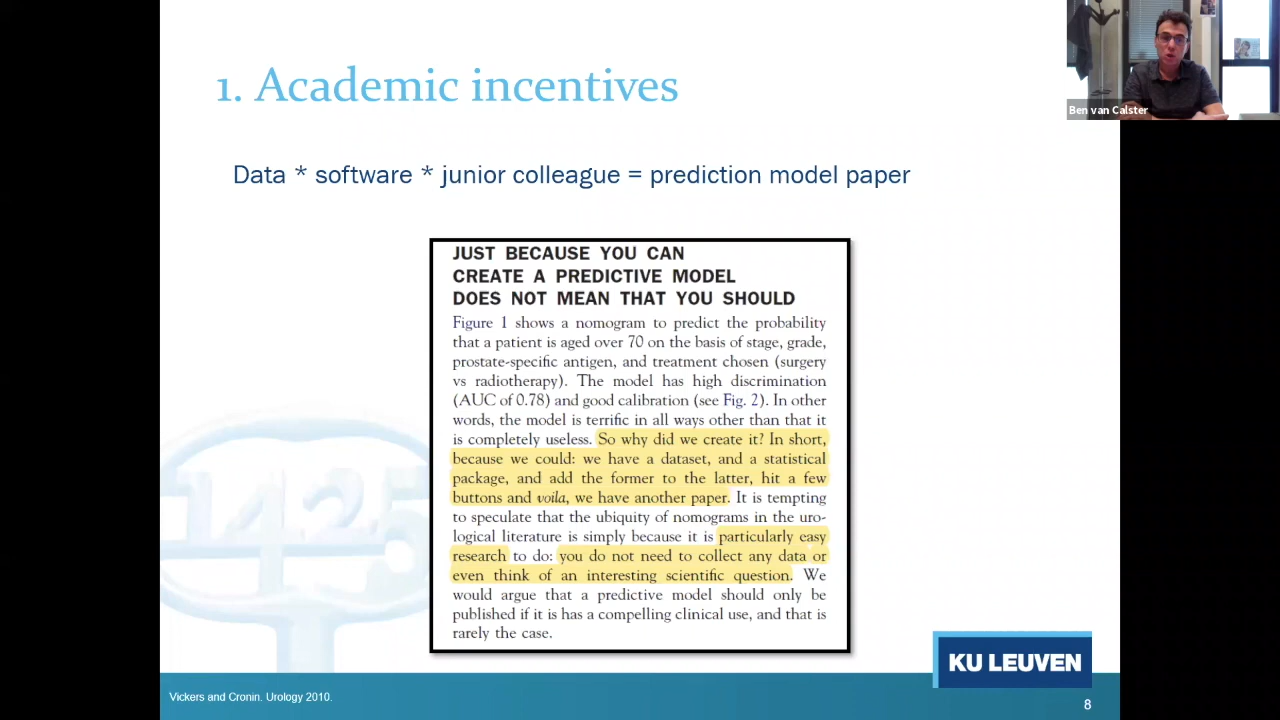 1. Academic incentives
Ben van Calster
Data * software * junior colleague = prediction model paper
JUST BECAUSE YOU CAN
CREATE A PREDICTIVE MODEL
DOES NOT MEAN THAT YOU SHOULD
Figure 1 shows a nomogram to predict the probability
that a patient is aged over 70 on the basis of stage, grade,
prostate-specific antigen, and treatment chosen (surgery
vs radiotherapy). The model has high discrimination
(AUC of 0.78) and good calibration (see Fig. 2). In other
words, the model is terrific in all ways other than that it
is completely useless. So why did we create it? In short,
because we could: we have a dataset, and a statistical
package, and add the former to the latter, hit a few
buttons and voila, we have another paper. It is tempting
to speculate that the ubiquity of nomograms in the uro-
logical literature is simply because it is particularly easy
research to do: you do not need to collect any data or
even think of an interesting scientific question. We
would argue that a predictive model should only be
published if it is has a compelling clinical use, and that is
rarely the case.
1425
KU LEUVEN
Vickers and Cronin. Urology 2010.
8